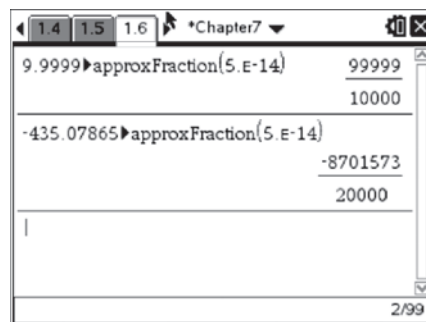 1.4 1.5 1.6 *Chapter7
9.9999▶approxFraction(5.E-14)
99999
10000
-435.07865▶approxFraction(5.E-14)
-8701573
20000
2/99